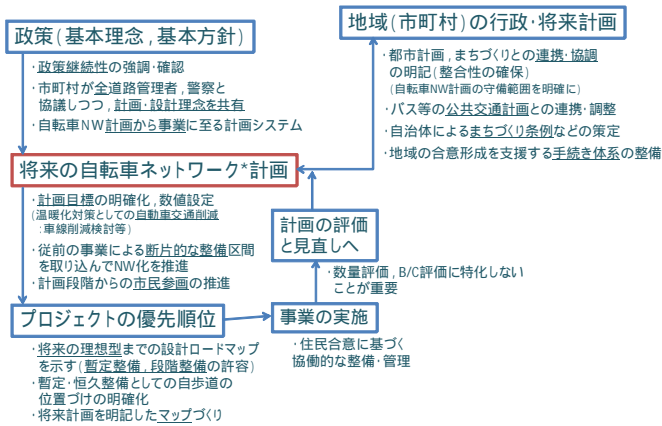 政策(基本理念,基本方針)
・政策継続性の強調・確認
・市町村が全道路管理者,警察と
協議しつつ,計画・設計理念を共有
・自転車NW計画から事業に至る計画システム
地域(市町村)の行政・将来計画
・都市計画,まちづくりとの連携・協調
の明記(整合性の確保)
(自転車NW計画の守備範囲を明確に)
・バス等の公共交通計画との連携・調整
・自治体によるまちづくり条例などの策定
・地域の合意形成を支援する手続き体系の整備
将来の自転車ネットワーク*計画
・計画目標の明確化,数値設定
(温暖化対策としての自動車交通削減
:車線削減検討等)
・従前の事業による断片的な整備区間
を取り込んでNW化を推進
・計画段階からの市民参画の推進
計画の評価
と見直しへ
・数量評価,B/C評価に特化しない
ことが重要
プロジェクトの優先順位
・将来の理想型までの設計ロードマップ
を示す(暫定整備,段階整備の許容)
・暫定・恒久整備としての自歩道の
位置づけの明確化
・将来計画を明記したマップづくり
事業の実施
・住民合意に基づく
協働的な整備・管理